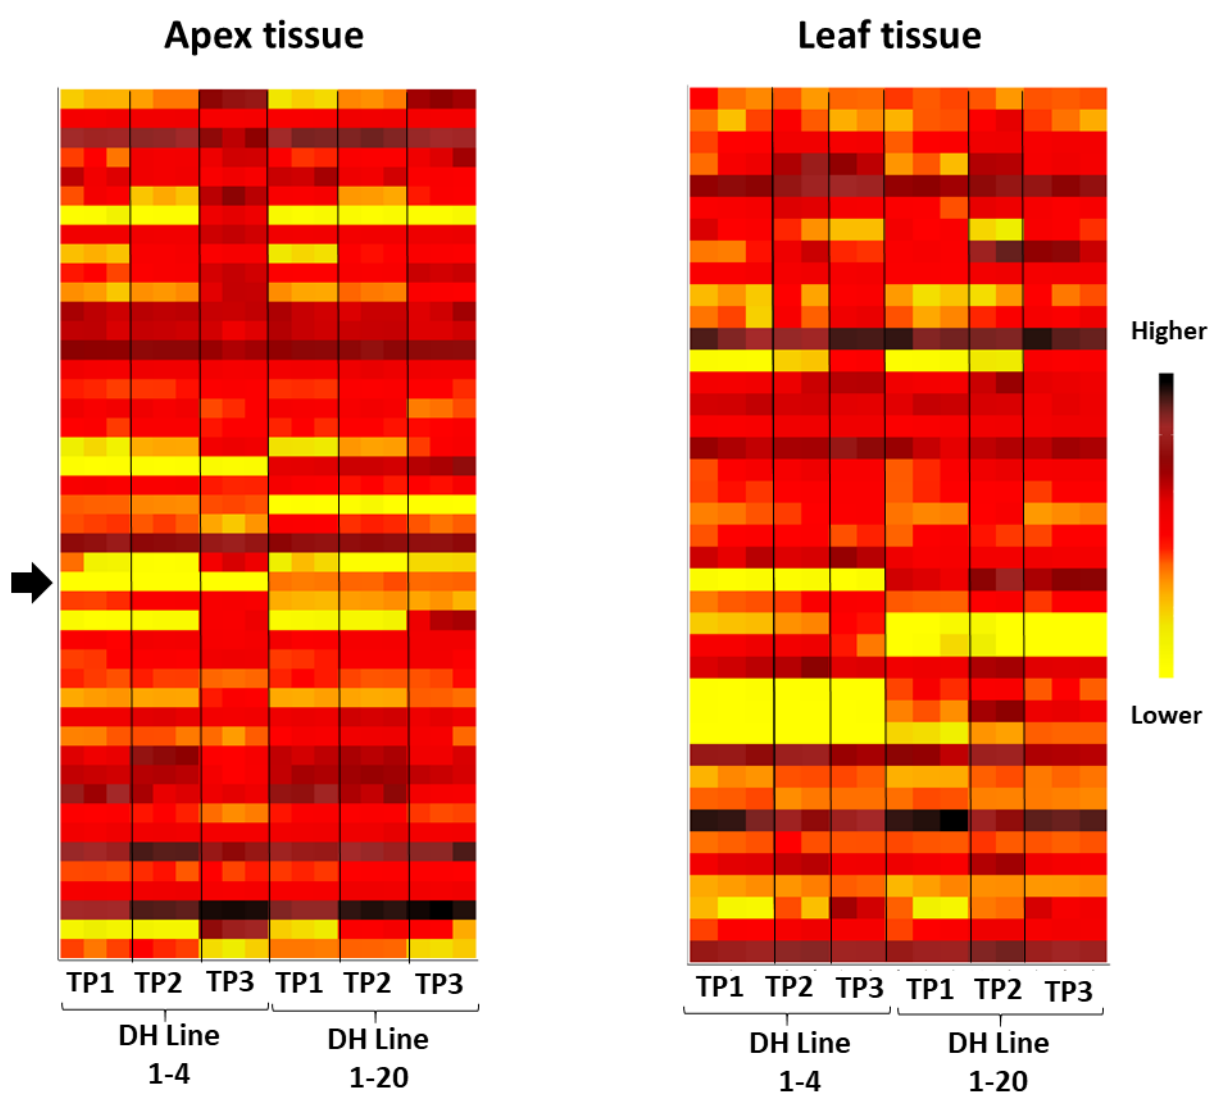 Apex tissue
Leaf tissue
Higher
Lower
TP1 TP2 TP3 TP1 TP2 TP3
DH Line
1-4
DH Line
1-20
TP1 TP2 TP3 TP1 TP2 TP3
DH Line
1-4
DH Line
1-20